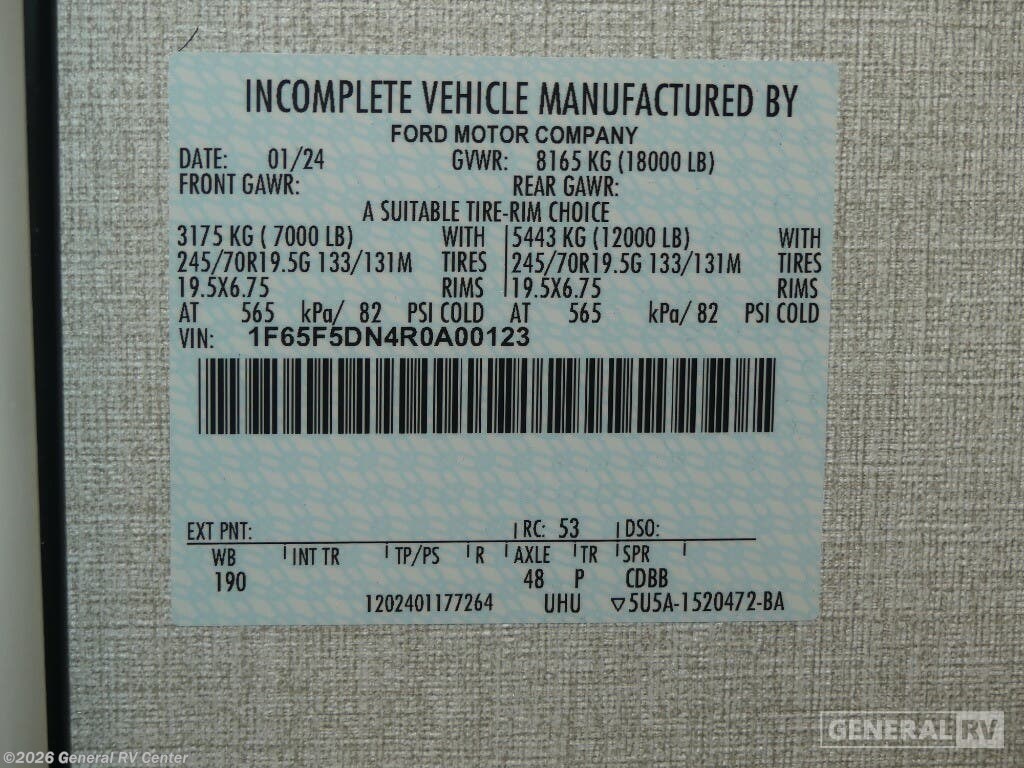 INCOMPLETE VEHICLE MANUFACTURED BY
FORD MOTOR COMPANY
DATE: 01/24 GVWR: 8165 KG (18000 LB)
FRONT GAWR: REAR GAWR:
A SUITABLE TIRE-RIM CHOICE
3175 KG ( 7000 LB) WITH 5443 KG (12000 LB) WITH
245/70R19.5G 133/131M TIRES 245/70R19.5G 133/131M TIRES
19.5X6.75 RIMS 19.5X6.75 RIMS
AT 565 kPa/ 82 PSI COLD AT 565 kPa/ 82 PSI COLD
VIN: 1F65F5DN4R0A00123
EXT PNT: RC: 53 DSO:
WB INT TR TP/PS R AXLE TR SPR
190 48 P CDBB
1202401177264 UHU ▽5U5A-1520472-BA
GENERAL RV
©2026 General RV Center